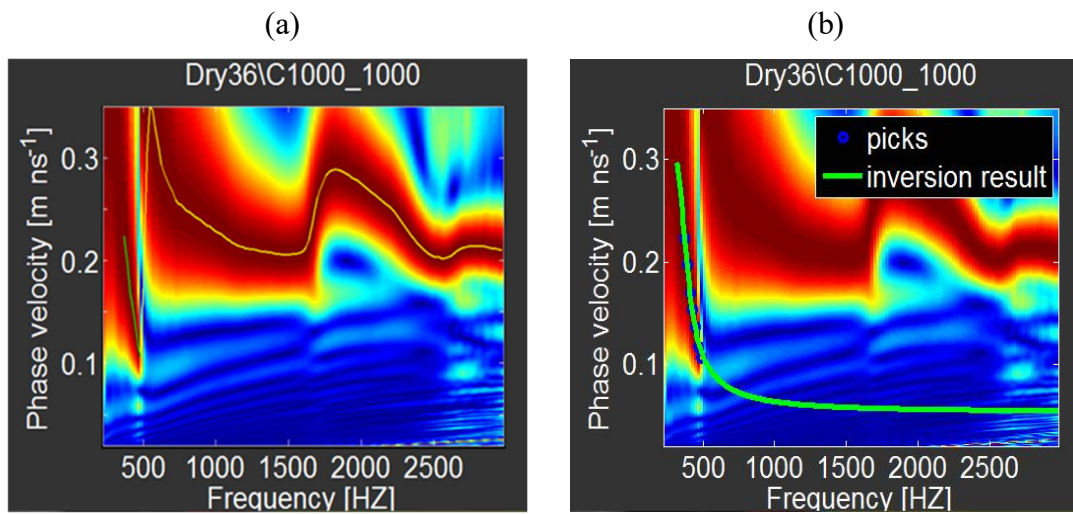 (a)
Dry36\C1000_1000
Phase velocity [m ns-1]
0.3
0.2
0.1
500 1000 1500 2000 2500
Frequency [HZ]
(b)
Dry36\C1000_1000
picks
inversion result
Phase velocity [m ns-1]
0.3
0.2
0.1
500 1000 1500 2000 2500
Frequency [HZ]